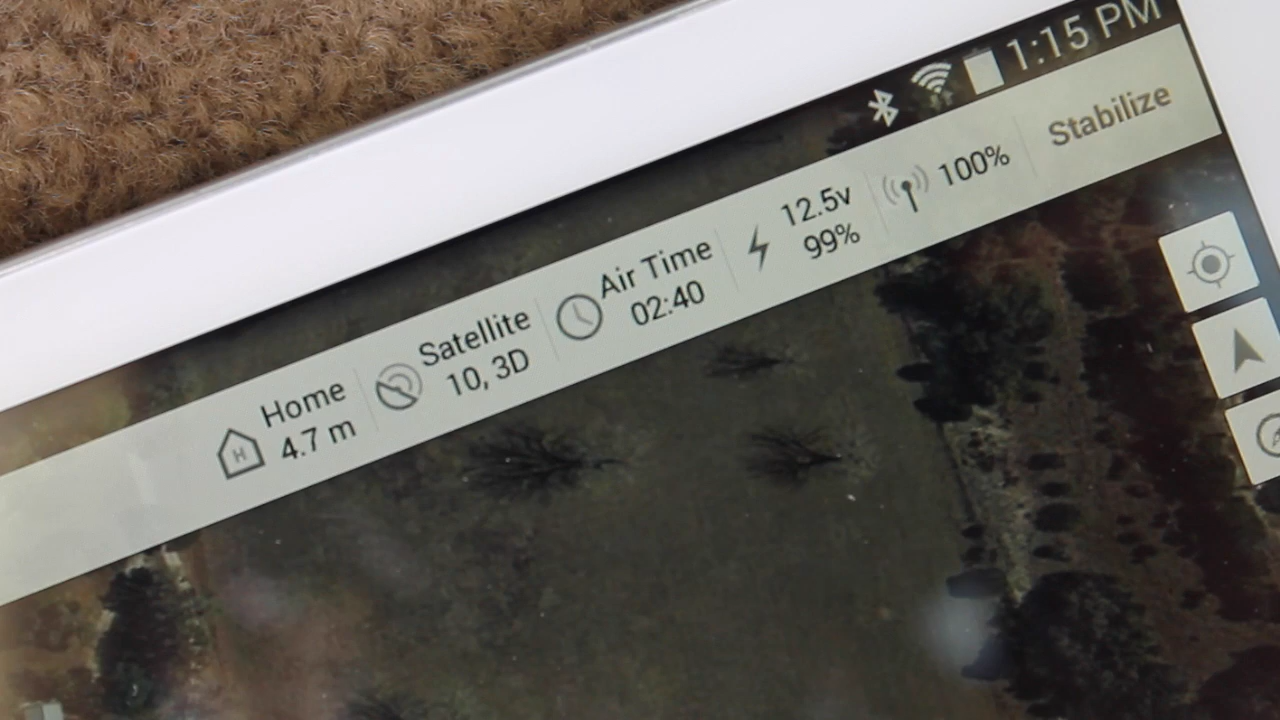 1:15 PM
Home
4.7 m
Satellite
10, 3D
Air Time
02:40
12.5v
99%
100%
Stabilize
H